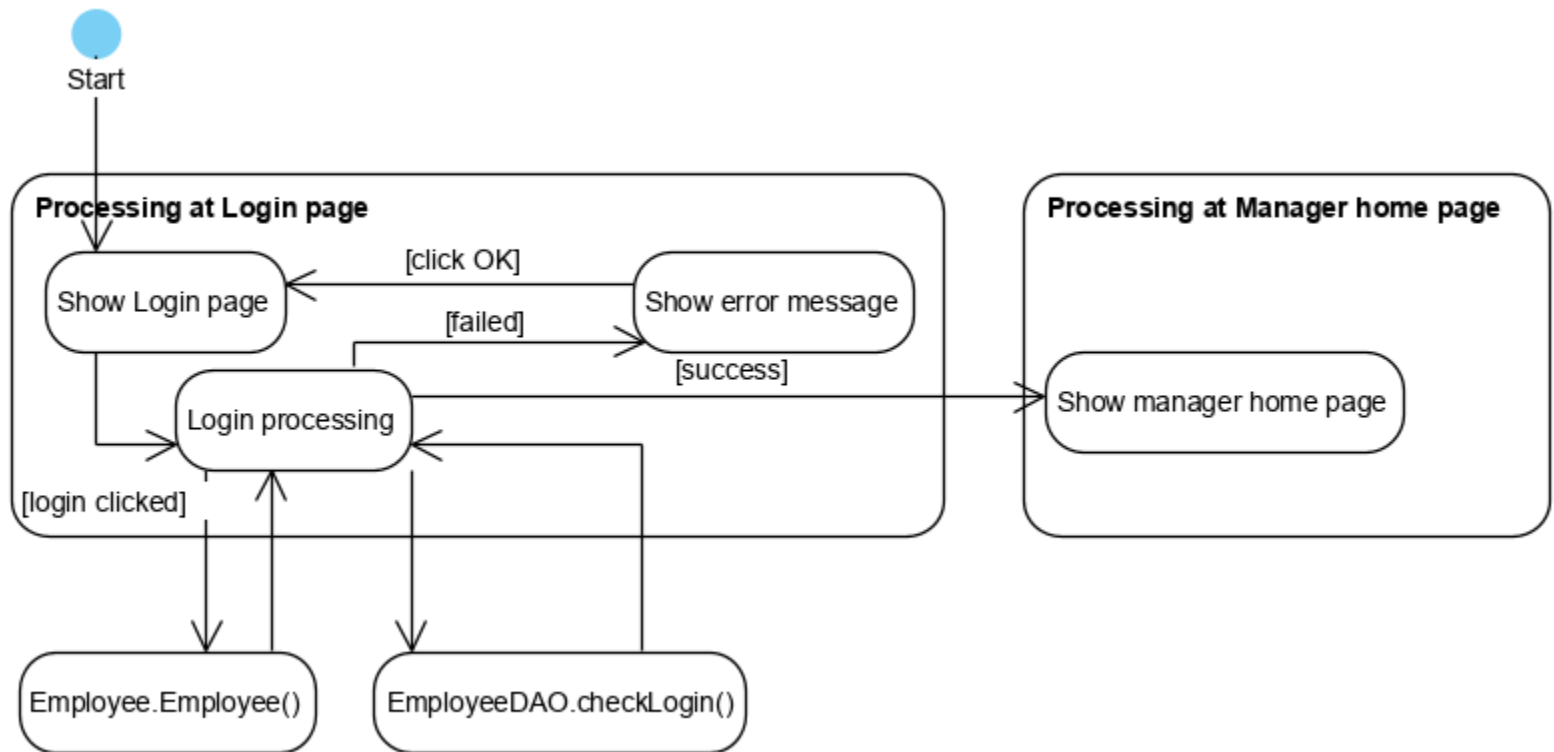 Start
Processing at Login page
Processing at Manager home page
[click OK]
Show Login page
Show error message
[failed]
[success]
Show manager home page
Login processing
[login clicked]
Employee.Employee()
EmployeeDAO.checkLogin()